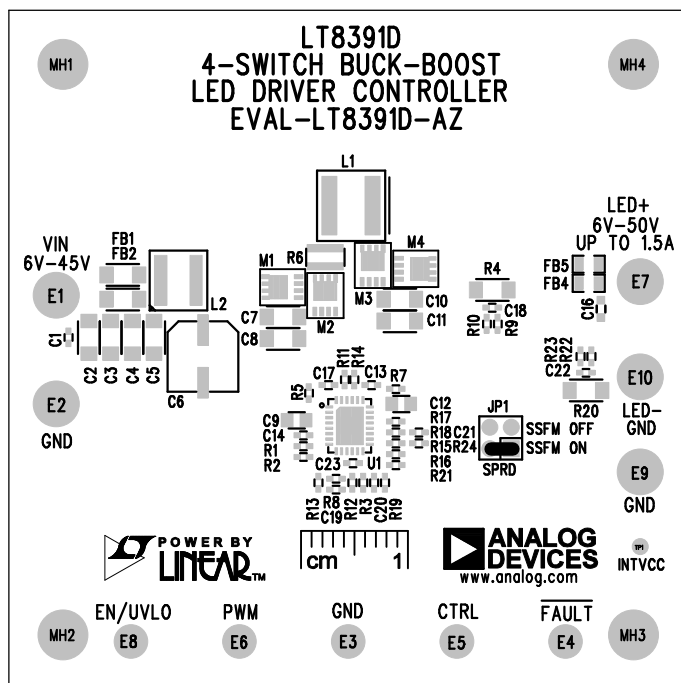 LT8391D
4-SWITCH BUCK-BOOST
LED DRIVER CONTROLLER
EVAL-LT8391D-AZ
MH1
MH4
L1
LED+
6V-50V
UP TO 1.5A
VIN
6V-45V
FB1
FB2
R6
M1
M4
M3
M2
R4
FB5
FB4
E7
E1
L2
C10
C11
C7
C8
C18
R10
R9
C16
C1
C2
C3
C4
C5
C6
R11
R14
R23
R22
C22
E2
GND
R5
C17
C13
R7
E10
R20
LED-
GND
C12
R17
C9
C14
R1
R2
R18
R15
R16
R21
C21
R24
JP1
SSFM OFF
SSFM ON
SPRD
C23
U1
E9
GND
R13
R8
C19
R12
R3
C20
R19
POWER BY
LINEAR™
cm 1
ANALOG
DEVICES
www.analog.com
TP1
INTVCC
MH2
EN/UVLO
E8
PWM
E6
GND
E3
CTRL
E5
FAULT
E4
MH3